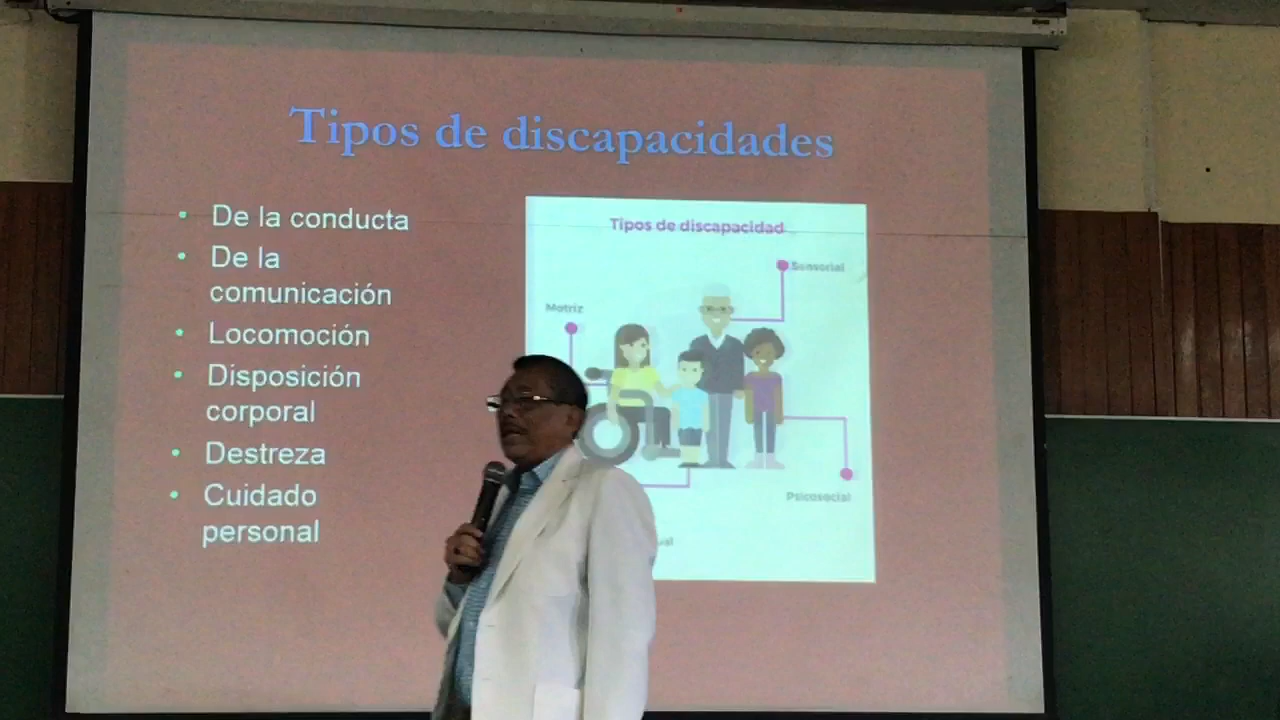 Tipos de discapacidades
De la conducta
De la
comunicación
Locomoción
Disposición
corporal
Destreza
Cuidado
personal
Tipos de discapacidad
Sensorial
Motriz
Psicosocial